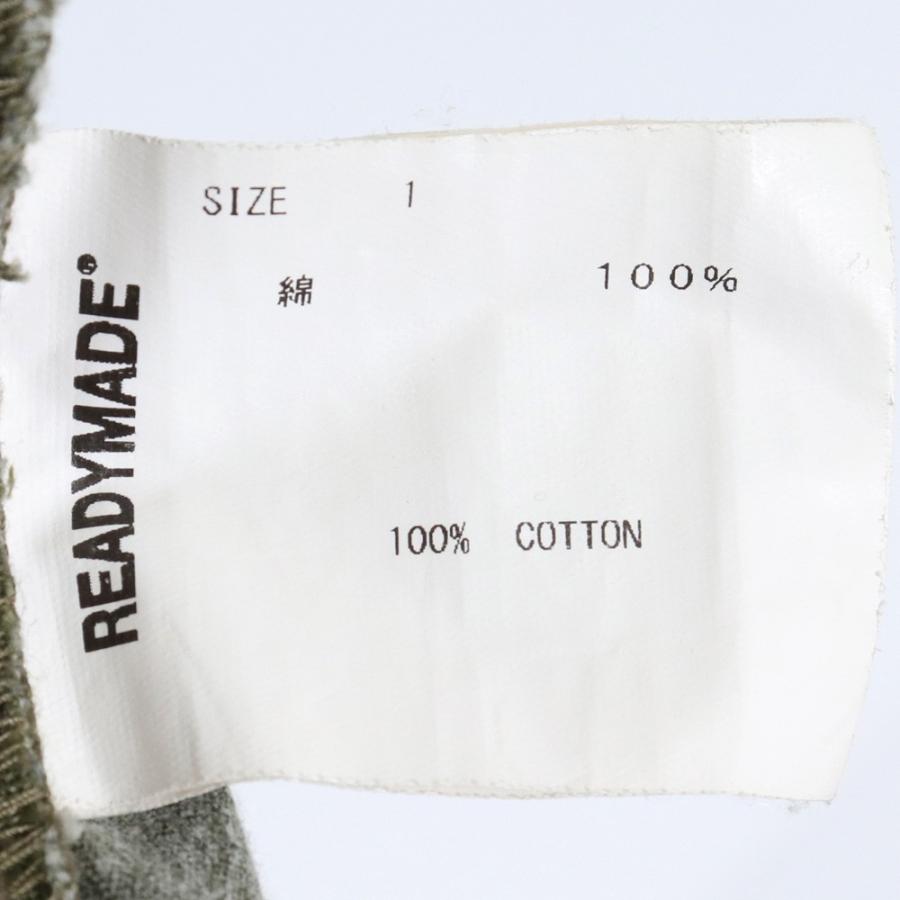 READYMADE®
SIZE 1
綿 100%
100% COTTON